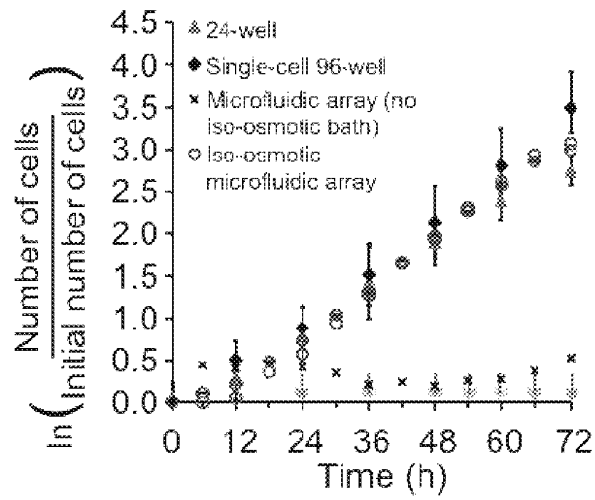 4.5
4.0
3.5
3.0
2.5
2.0
1.5
1.0
0.5
0.0
ln ( Number of cells
Initial number of cells )
24-well
Single-cell 96-well
Microfluidic array (no
iso-osmotic bath)
Iso-osmotic
microfluidic array
0 12 24 36 48 60 72
Time (h)